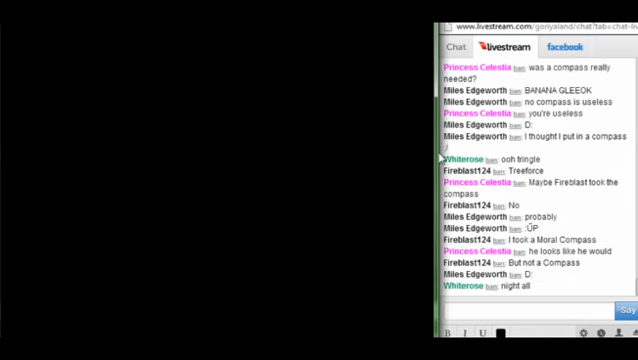 www.livestream.com/goriyaland/chat?tab=chat-liv
Chat livestream facebook
Princess Celestia ban: was a compass really
needed?
Miles Edgeworth ban: BANANA GLEEOK
Miles Edgeworth ban: no compass is useless
Princess Celestia ban: you're useless
Miles Edgeworth ban: D:
Miles Edgeworth ban: I thought I put in a compass
:/
Whiterose ban: ooh tringle
Fireblast124 ban: Treeforce
Princess Celestia ban: Maybe Fireblast took the
compass
Fireblast124 ban: No
Miles Edgeworth ban: probably
Miles Edgeworth ban:
Fireblast124 ban: I took a Moral Compass
Princess Celestia ban: he looks like he would
Fireblast124 ban: But not a Compass
Miles Edgeworth ban: D:
Whiterose ban: night all
Say
B I U